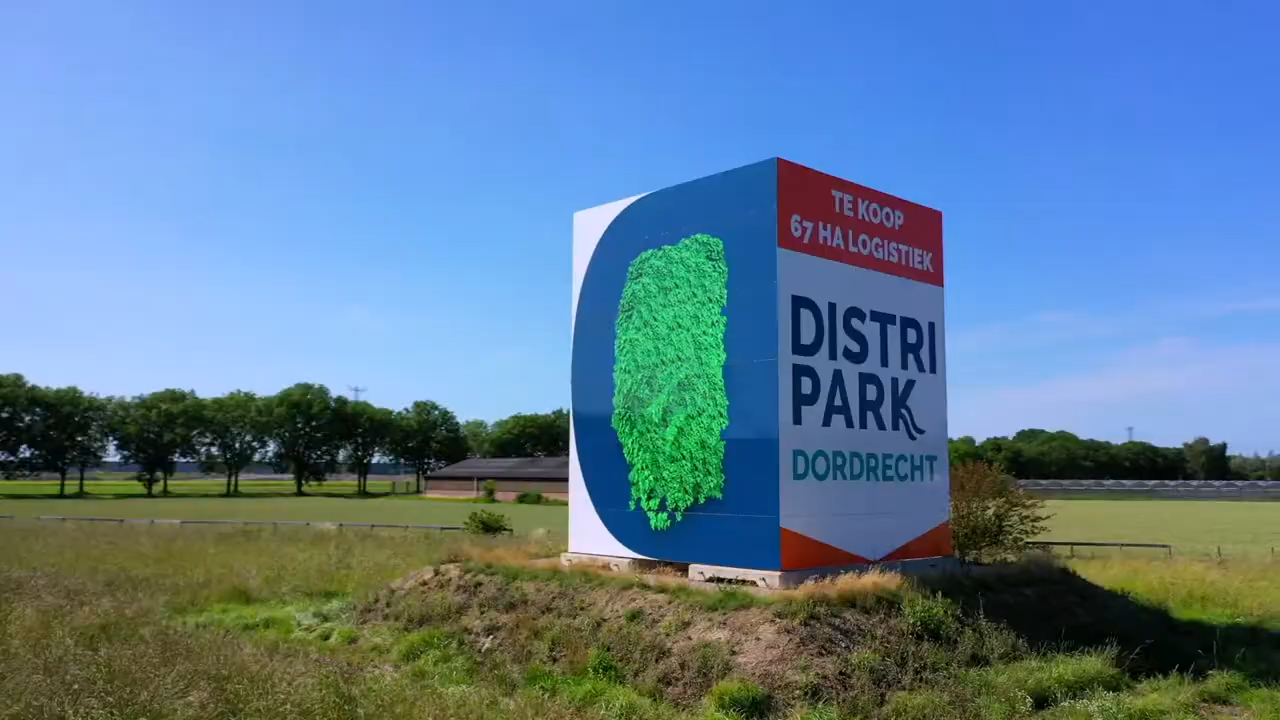 TE KOOP
67 HA LOGISTIEK
DISTRI
PARK
DORDRECHT